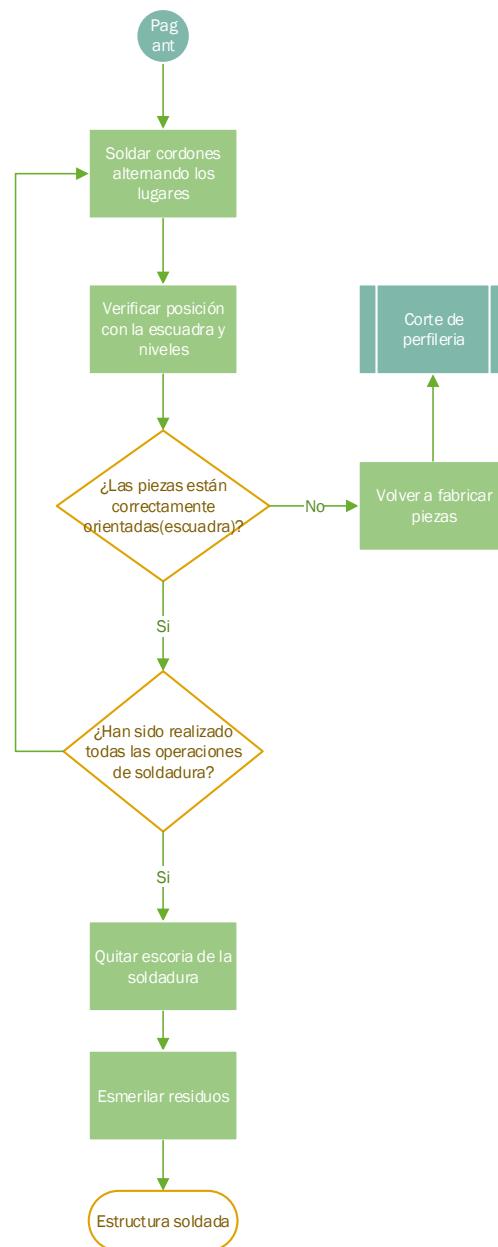 Pag
ant
Soldar cordones
alternando los
lugares
Verificar posición
con la escuadra y
niveles
Corte de
perfileria
¿Las piezas están
correctamente
orientadas(escuadra)?
No
Volver a fabricar
piezas
Si
¿Han sido realizado
todas las operaciones
de soldadura?
Si
Quitar escoria de la
soldadura
Esmerilar residuos
Estructura soldada